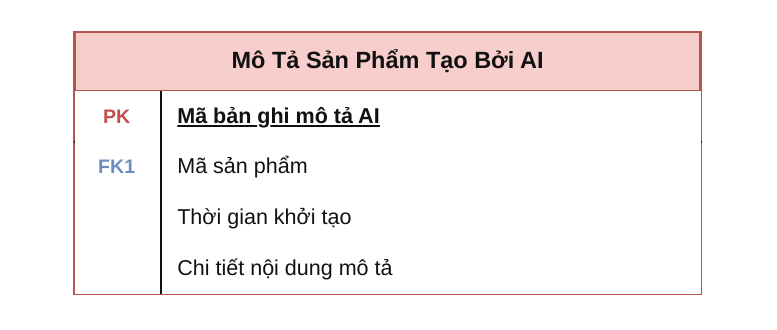 Mô Tả Sản Phẩm Tạo Bởi AI
PK Mã bản ghi mô tả AI
FK1 Mã sản phẩm
Thời gian khởi tạo
Chi tiết nội dung mô tả